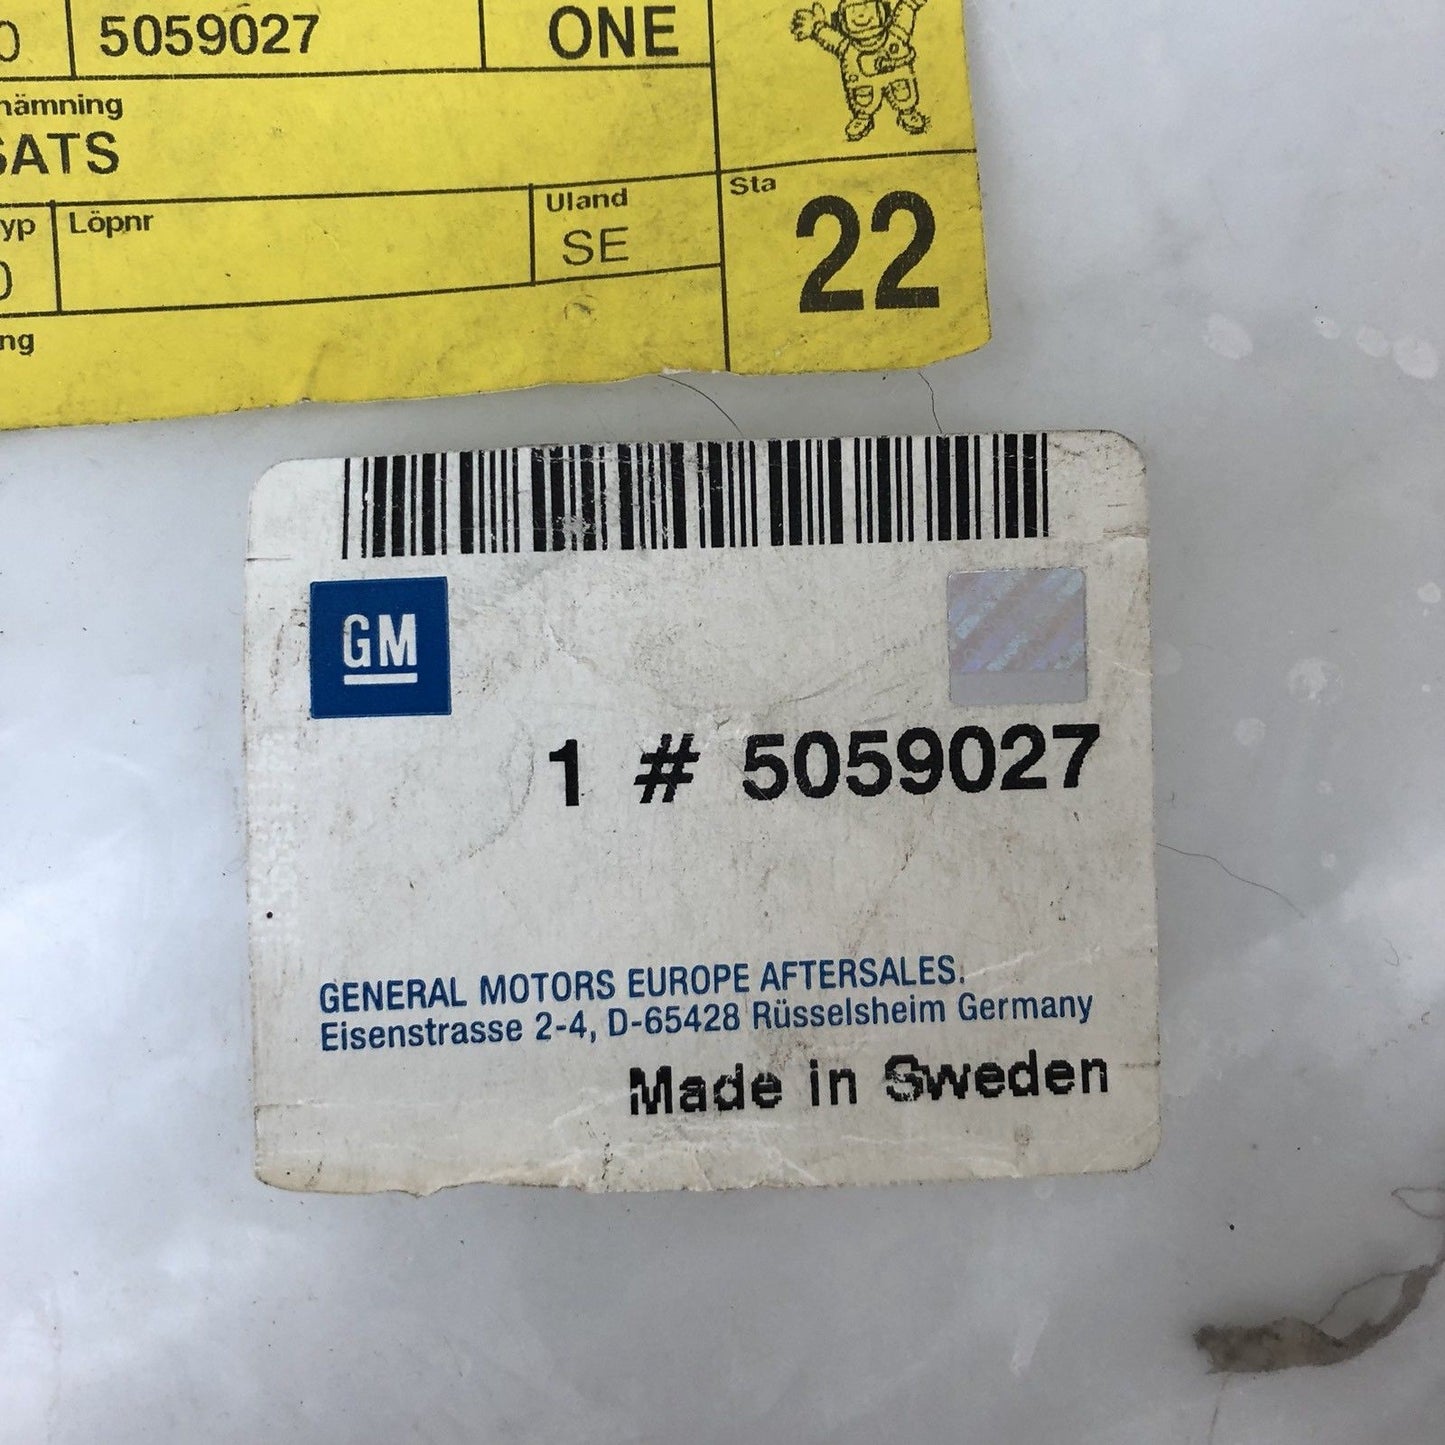 0 5059027 ONE
nämning
SATS
yp Löpnr Uland Sta
0 SE 22
ng
GM
1 # 5059027
GENERAL MOTORS EUROPE AFTERSALES.
Eisenstrasse 2-4, D-65428 Rüsselsheim Germany
Made in Sweden